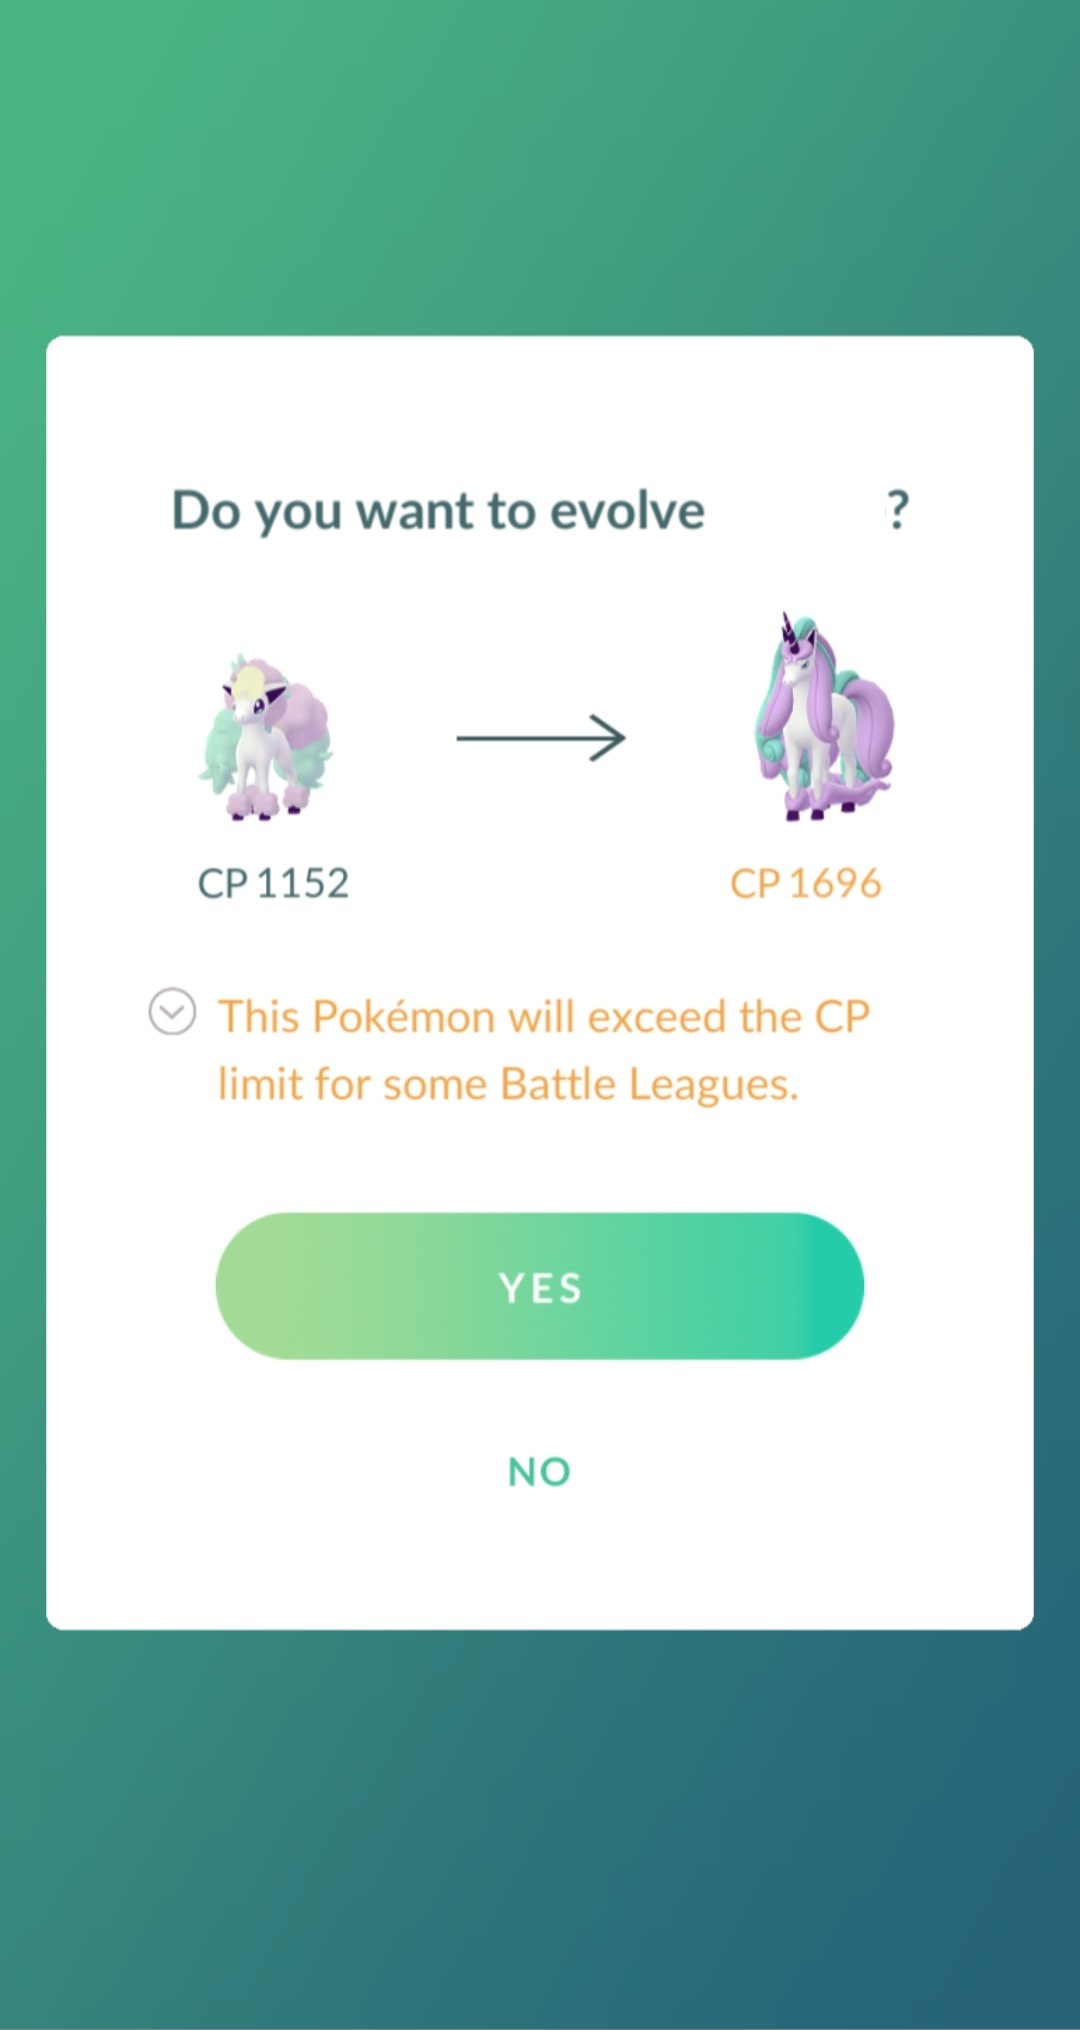 Do you want to evolve ?
CP 1152
CP 1696
This Pokémon will exceed the CP
limit for some Battle Leagues.
YES
NO